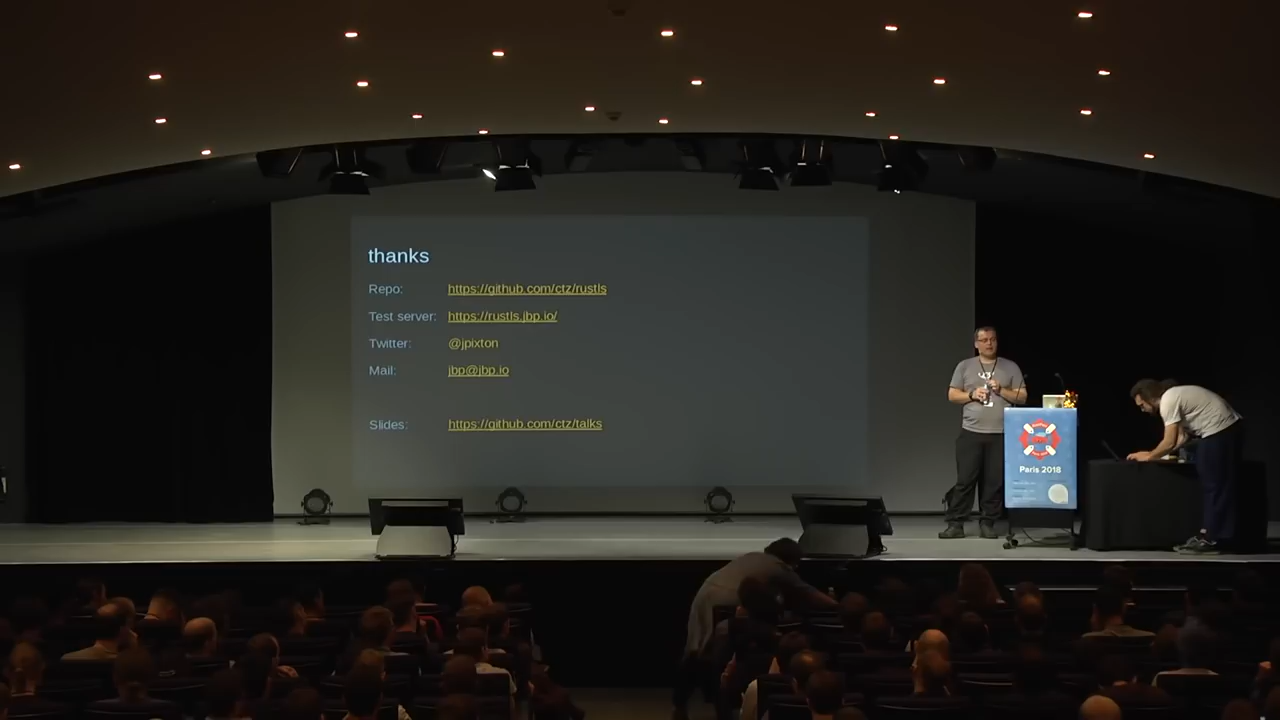 thanks
Repo: https://github.com/ctz/rustls
Test server: https://rustls.jbp.io/
Twitter: @jpixton
Mail: jbp@jbp.io
Slides: https://github.com/ctz/talks
Paris 2018